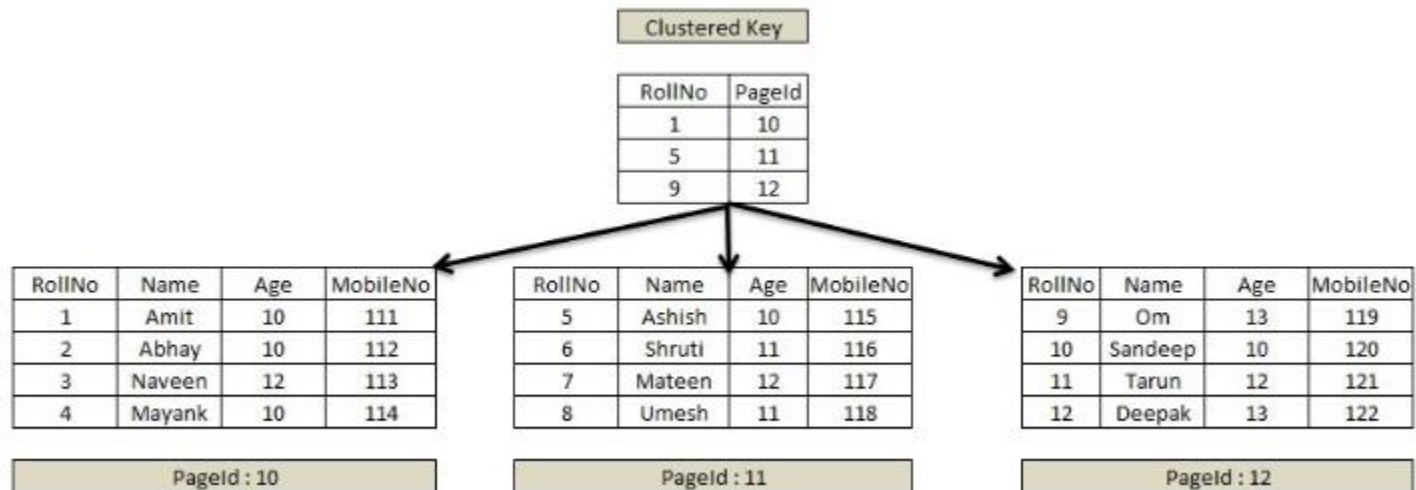 Clustered Key
RollNo PageId
1 10
5 11
9 12
RollNo Name Age MobileNo
1 Amit 10 111
2 Abhay 10 112
3 Naveen 12 113
4 Mayank 10 114
PageId : 10
RollNo Name Age MobileNo
5 Ashish 10 115
6 Shruti 11 116
7 Mateen 12 117
8 Umesh 11 118
PageId : 11
RollNo Name Age MobileNo
9 Om 13 119
10 Sandeep 10 120
11 Tarun 12 121
12 Deepak 13 122
PageId : 12